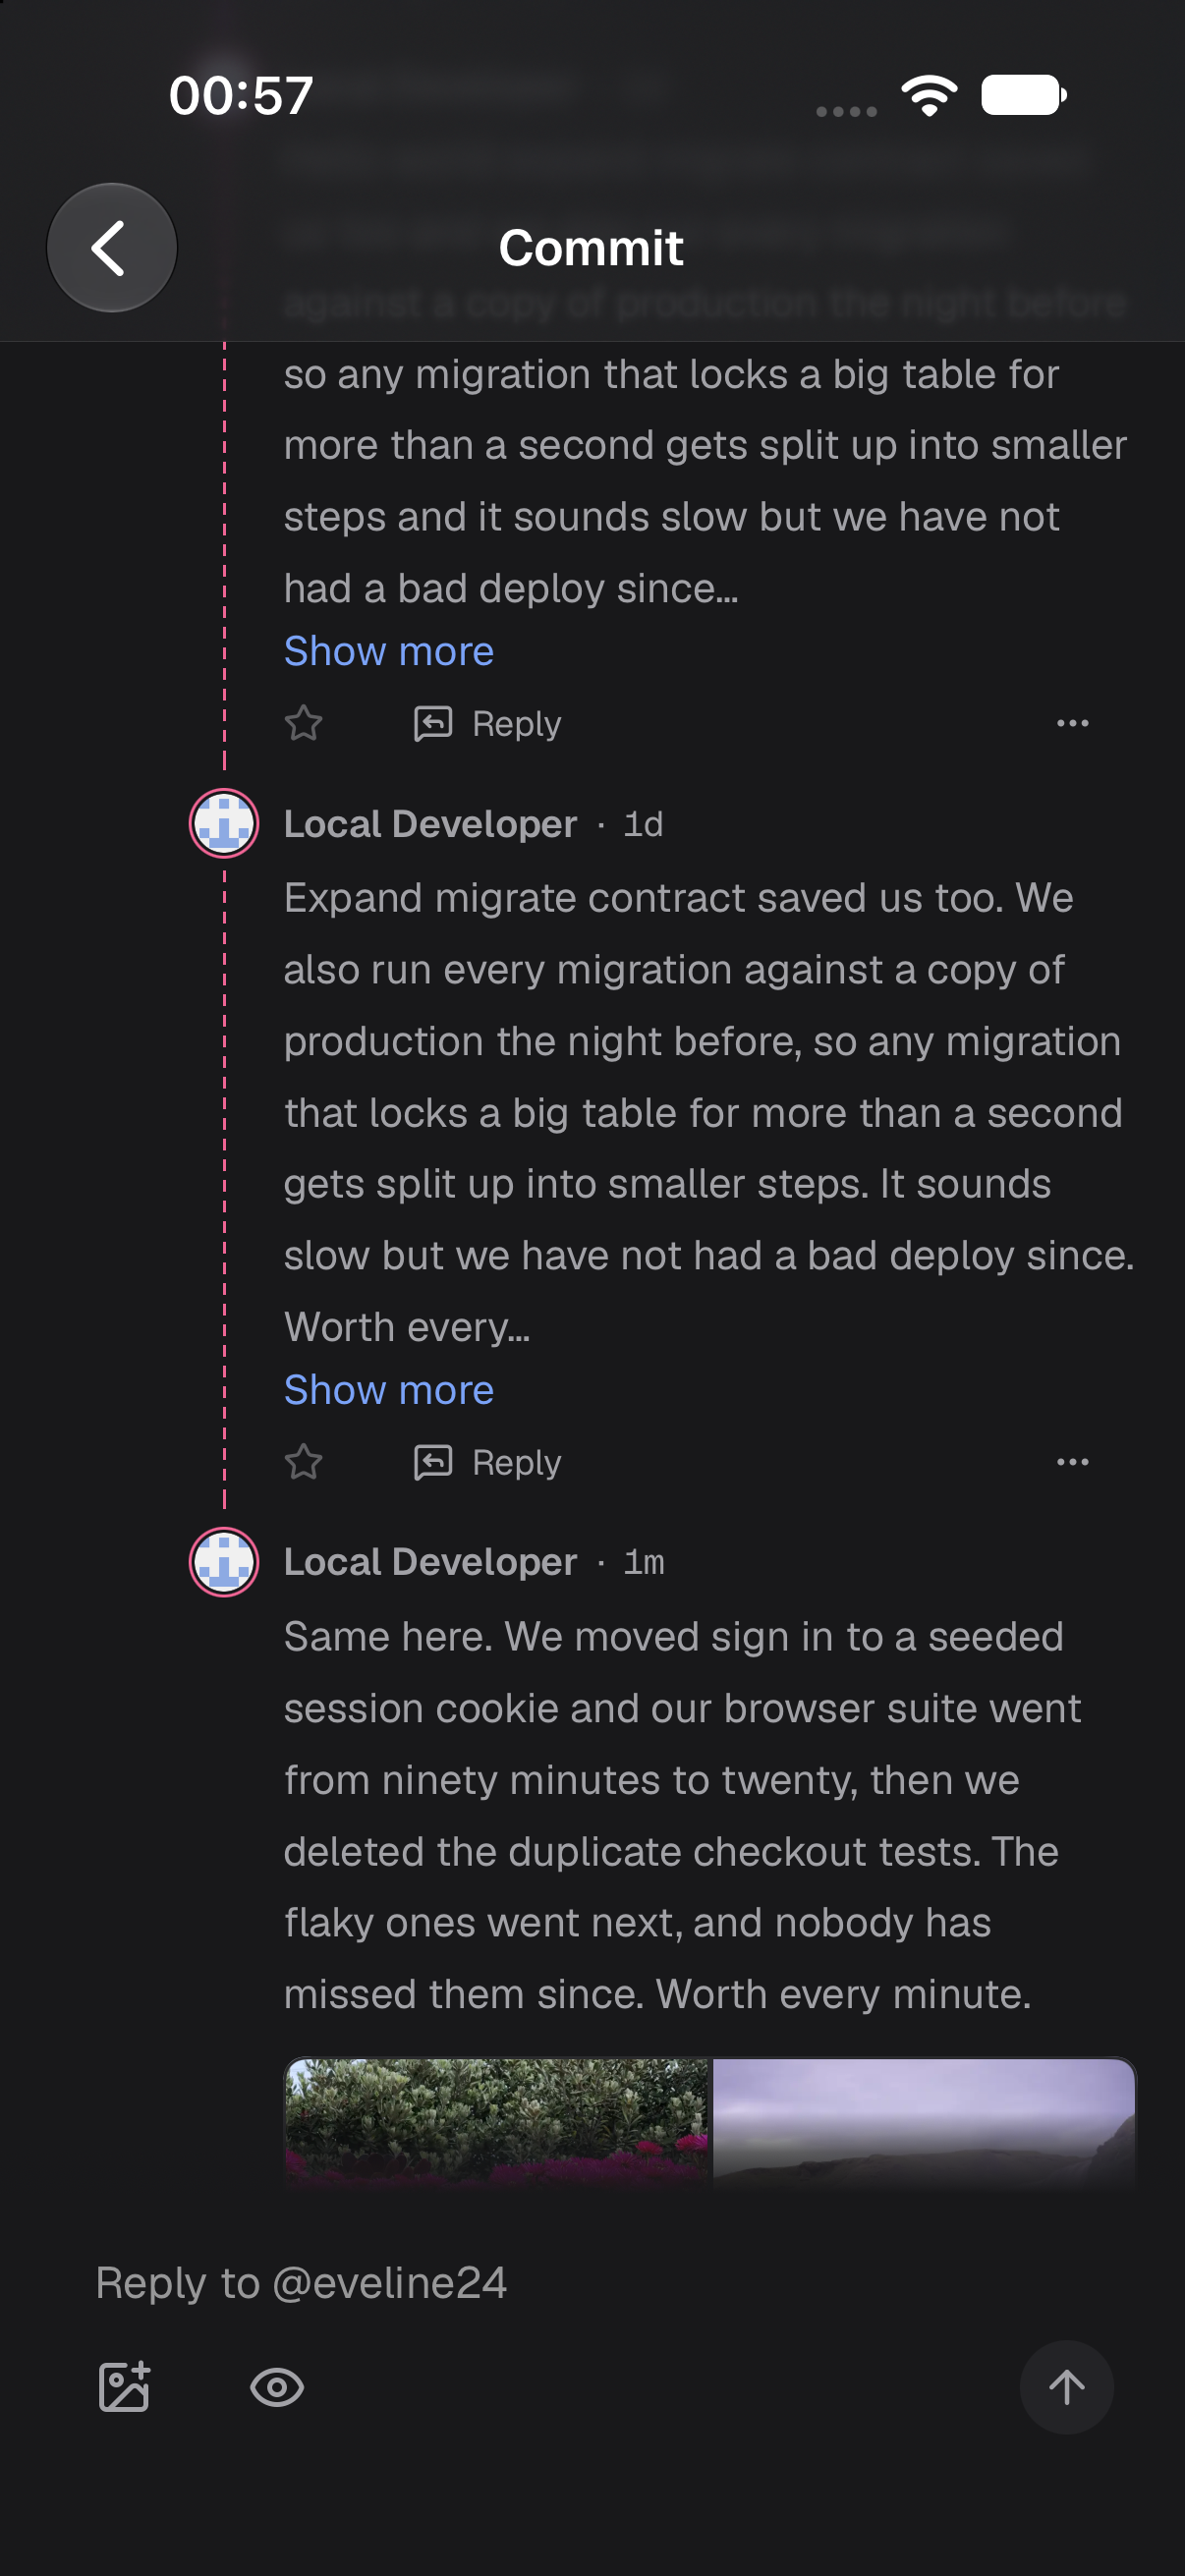 00:57
Commit
against a copy of production the night before
so any migration that locks a big table for
more than a second gets split up into smaller
steps and it sounds slow but we have not
had a bad deploy since…
Show more
Reply
Local Developer · 1d
Expand migrate contract saved us too. We
also run every migration against a copy of
production the night before, so any migration
that locks a big table for more than a second
gets split up into smaller steps. It sounds
slow but we have not had a bad deploy since.
Worth every…
Show more
Reply
Local Developer · 1m
Same here. We moved sign in to a seeded
session cookie and our browser suite went
from ninety minutes to twenty, then we
deleted the duplicate checkout tests. The
flaky ones went next, and nobody has
missed them since. Worth every minute.
Reply to @eveline24